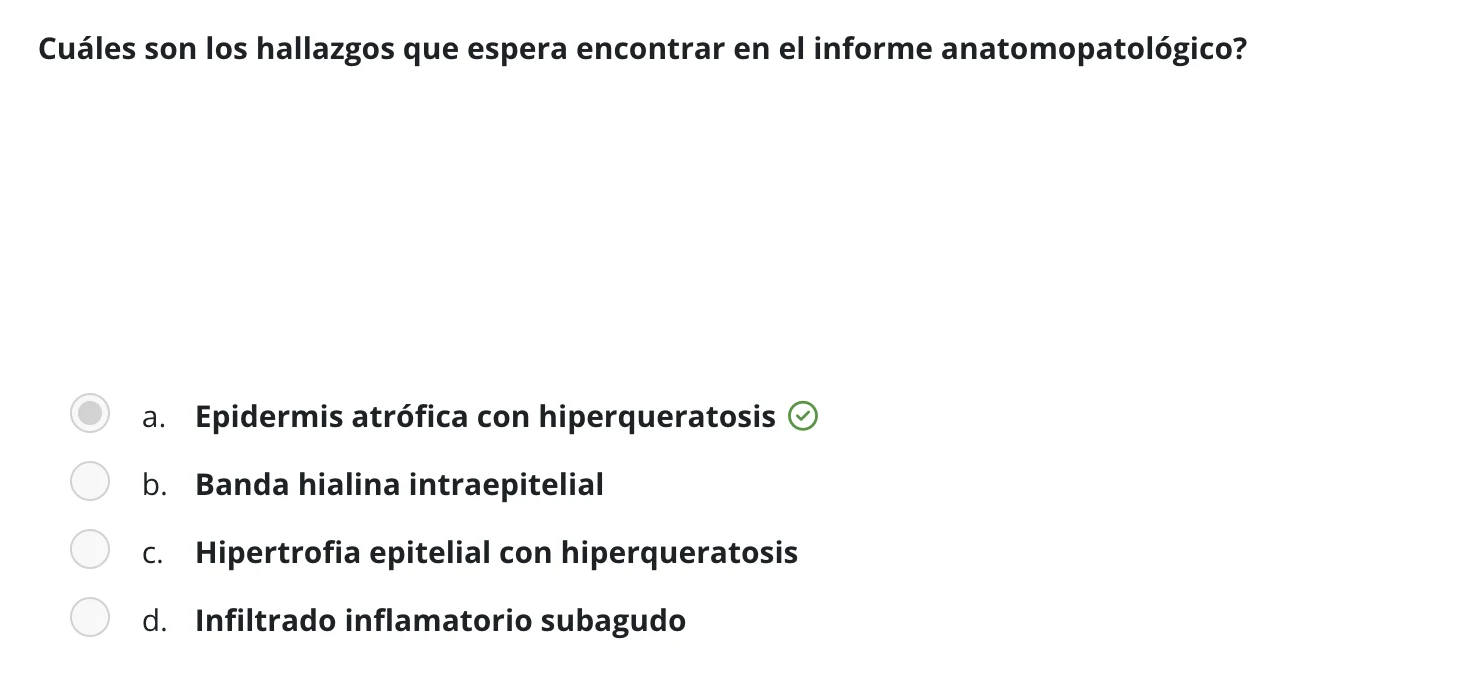 Cuáles son los hallazgos que espera encontrar en el informe anatomopatológico?
a. Epidermis atrófica con hiperqueratosis
b. Banda hialina intraepitelial
c. Hipertrofia epitelial con hiperqueratosis
d. Infiltrado inflamatorio subagudo